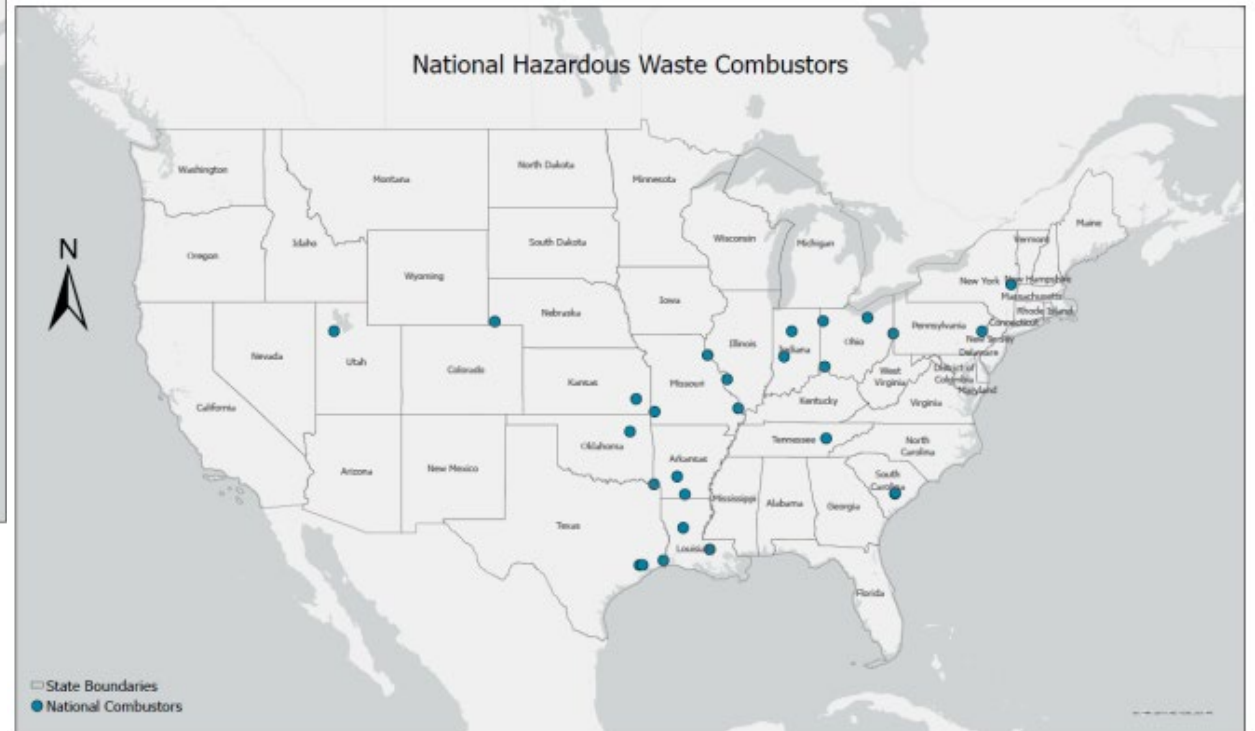 National Hazardous Waste Combustors
Washington
Montana
North Dakota
Minnesota
Maine
Oregon
Idaho
South Dakota
Wisconsin
Michigan
Vermont
N
Wyoming
New York
New Hampshire
Massachusetts
Iowa
Nebraska
Rhode Island
Connecticut
Pennsylvania
New Jersey
Nevada
Utah
Colorado
Illinois
Indiana
Ohio
Delaware
District of
Columbia
Maryland
West
Virginia
Virginia
California
Kansas
Missouri
Kentucky
Arizona
New Mexico
Oklahoma
Arkansas
Tennessee
North
Carolina
South
Carolina
Texas
Mississippi
Alabama
Georgia
Florida
State Boundaries
National Combustors